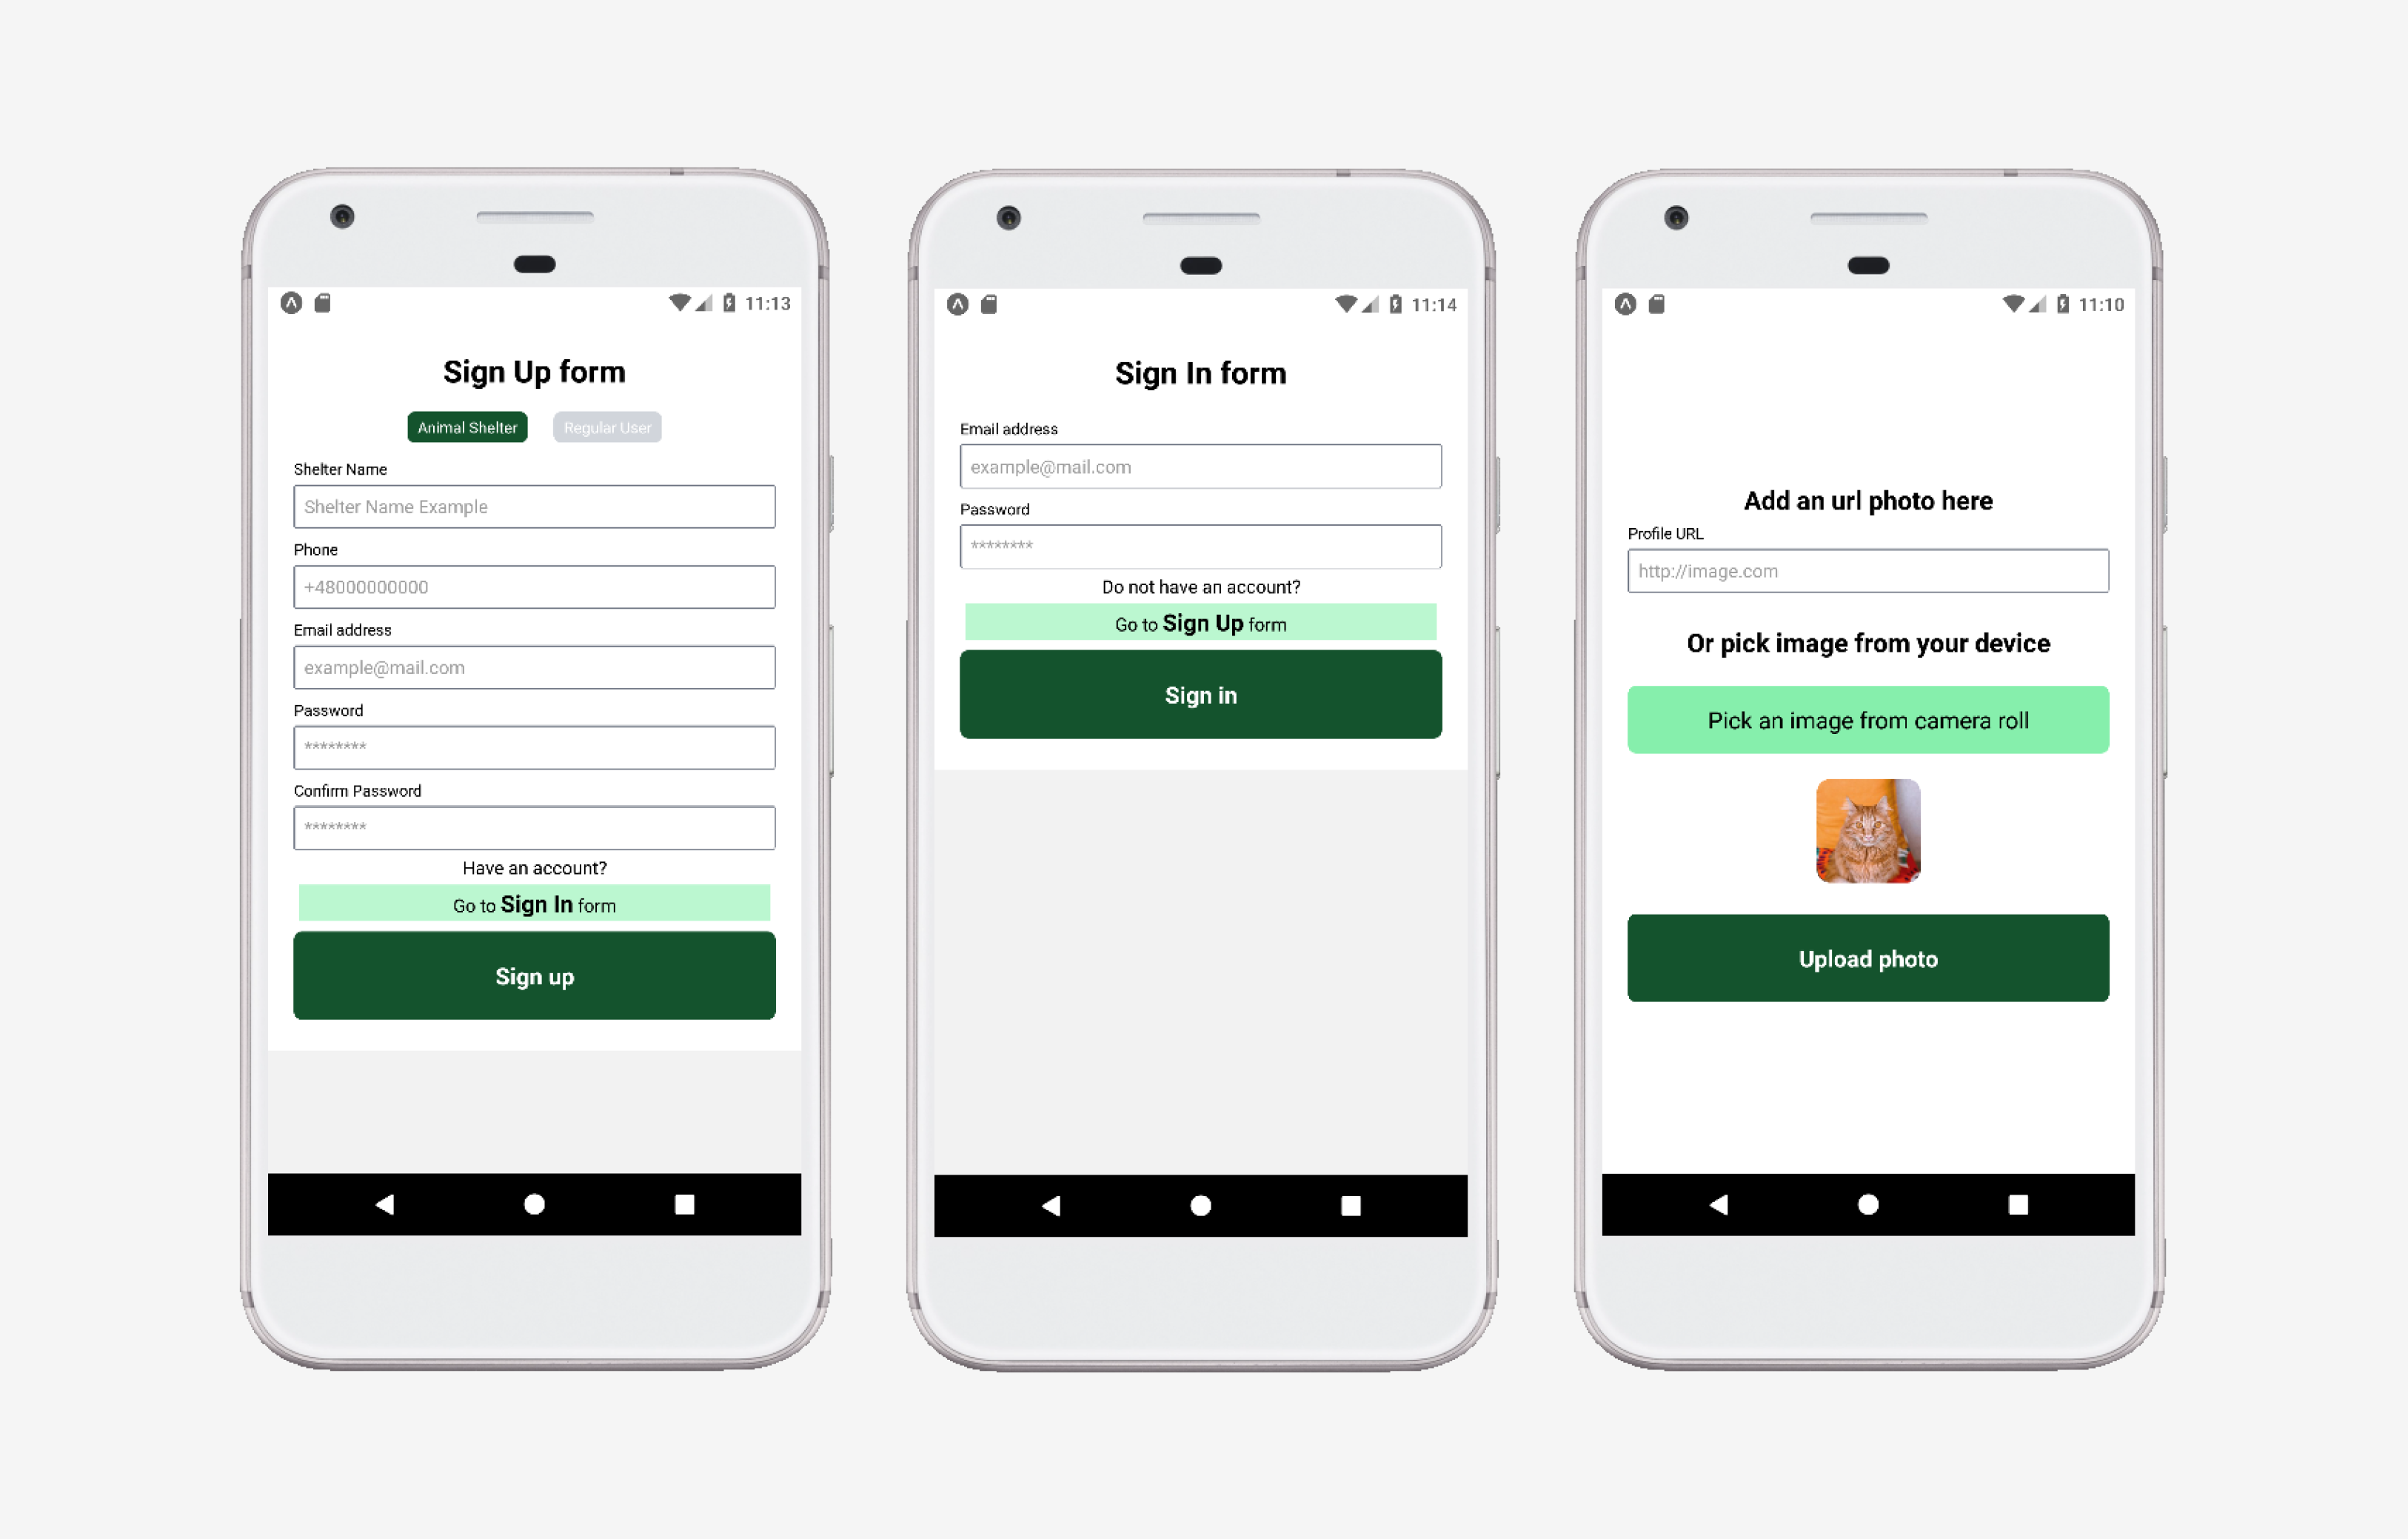 11:13
Sign Up form
Animal Shelter Regular User
Shelter Name
Shelter Name Example
Phone
+48000000000
Email address
example@mail.com
Password
********
Confirm Password
********
Have an account?
Go to Sign In form
Sign up
11:14
Sign In form
Email address
example@mail.com
Password
********
Do not have an account?
Go to Sign Up form
Sign in
11:10
Add an url photo here
Profile URL
http://image.com
Or pick image from your device
Pick an image from camera roll
Upload photo